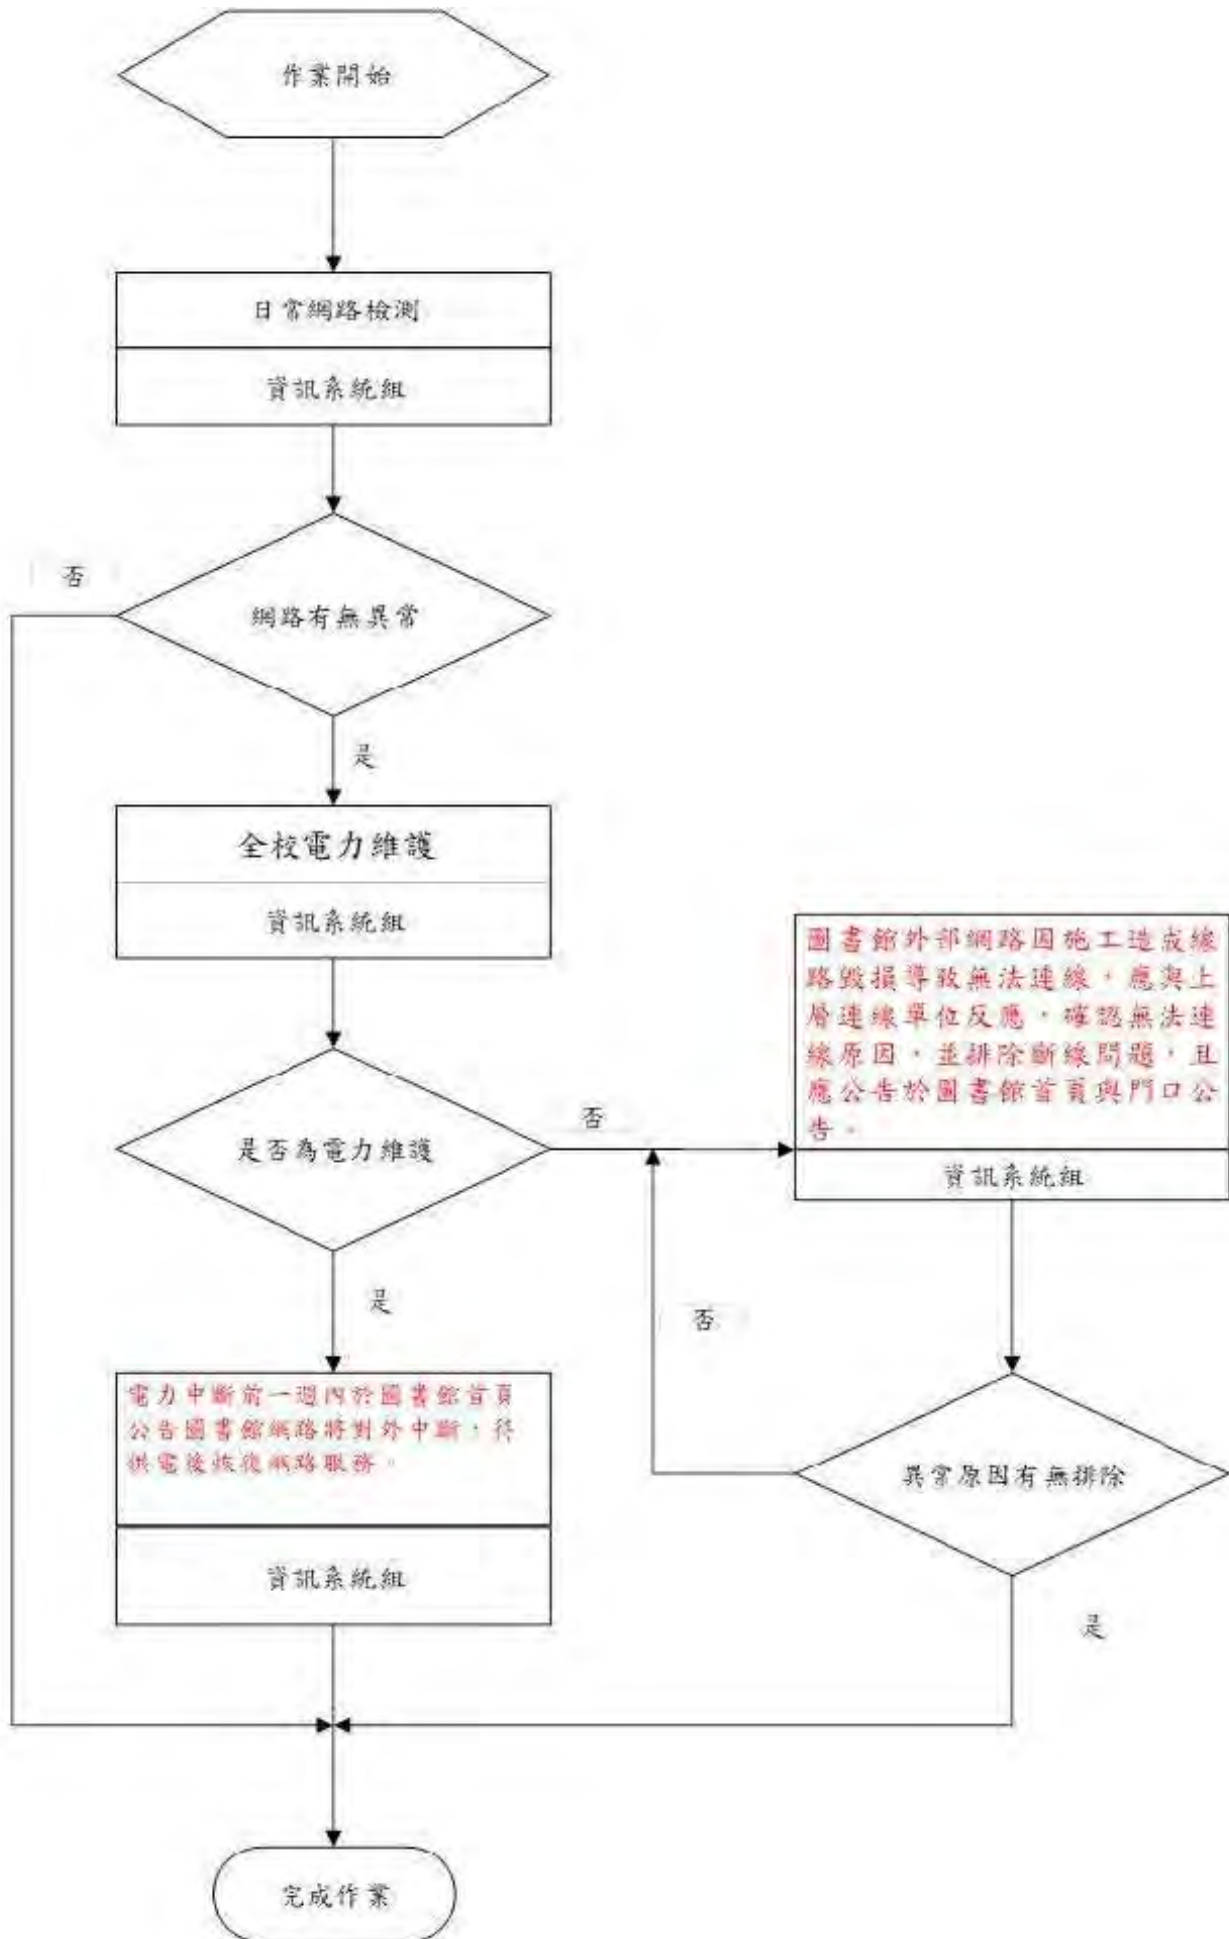 作業開始
日常網路檢測
資訊系統組
否
網路有無異常
是
全校電力維護
資訊系統組
圖書館外部網路因施工造成線
路毀損導致無法連線，應與上
層連線單位反應，確認無法連
線原因，並排除斷線問題，且
應公告於圖書館首頁與門口公
告。
資訊系統組
否
是否為電力維護
是
否
電力中斷前一週內於圖書館首頁
公告圖書館網路將對外中斷，待
供電後恢復網路服務。
資訊系統組
異常原因有無排除
是
完成作業